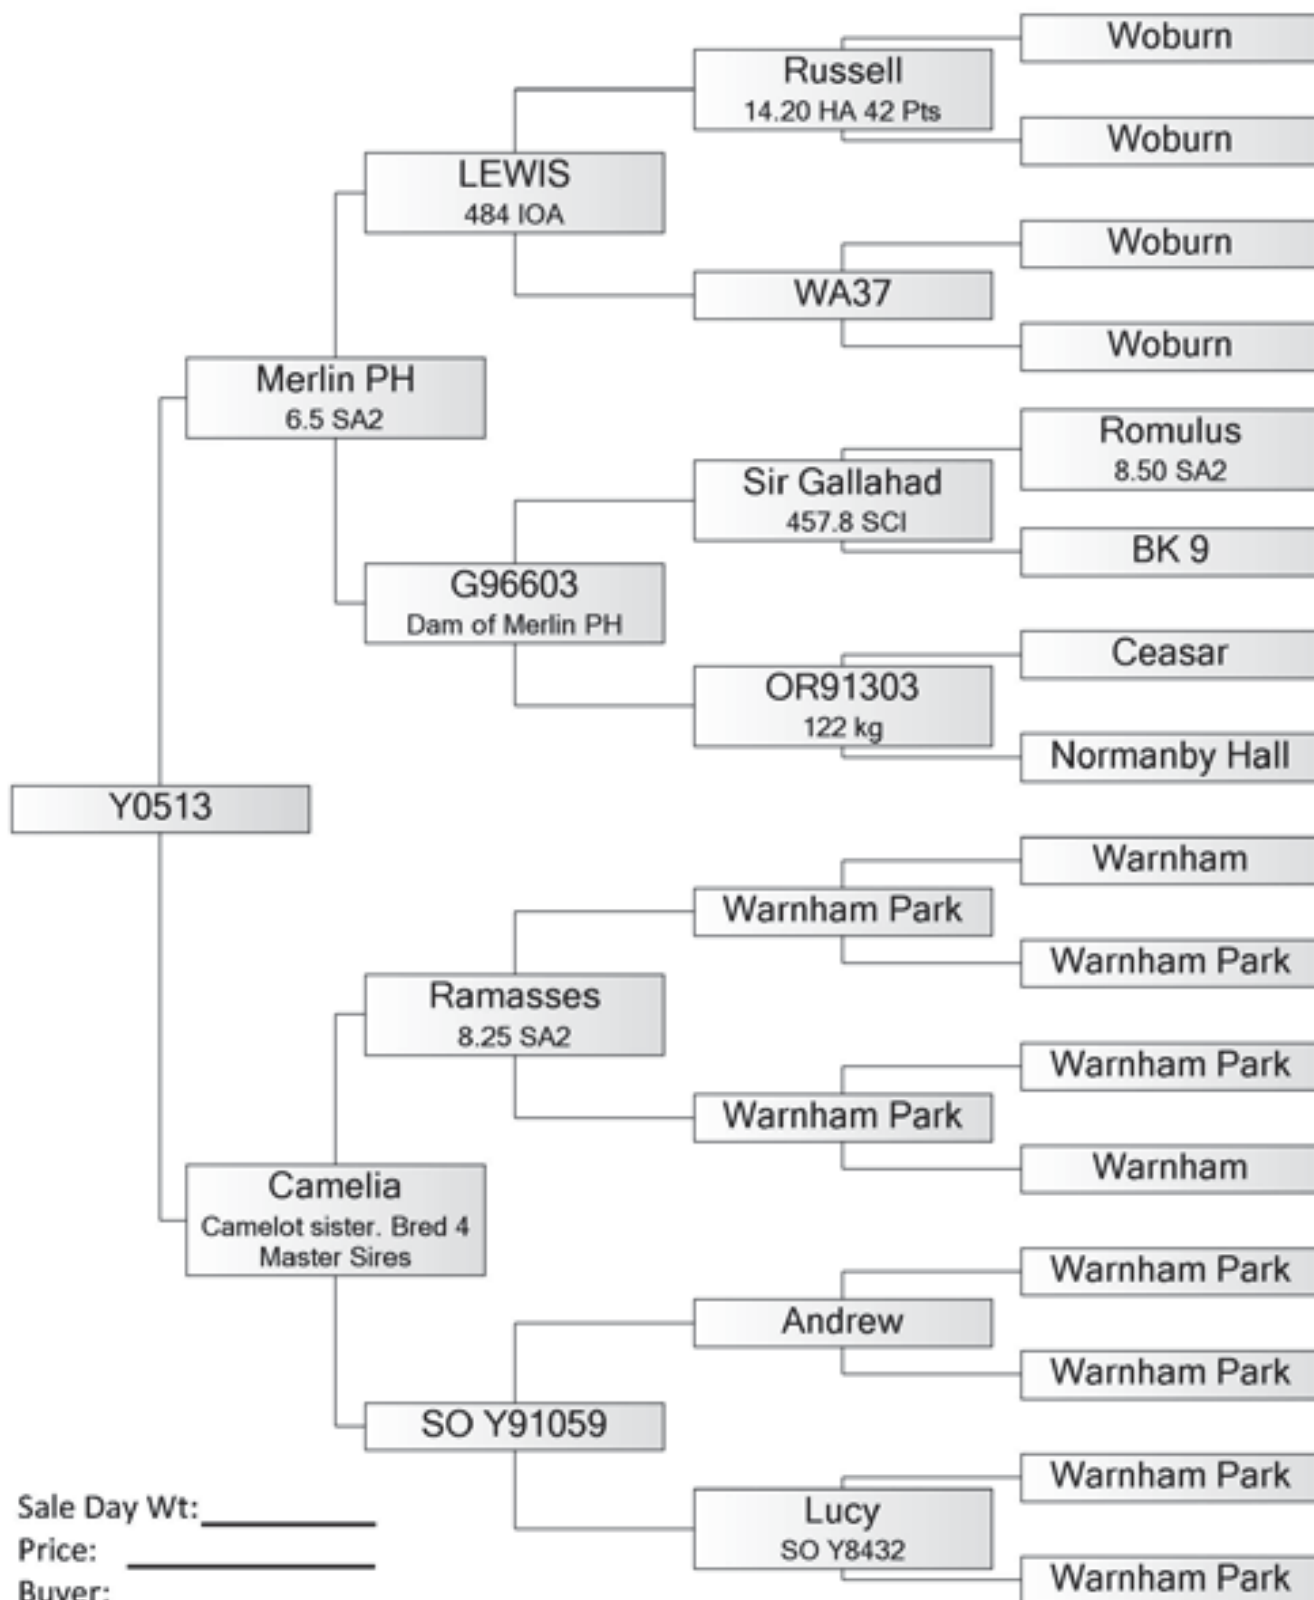 Woburn
Russell
14.20 HA 42 Pts
Woburn
LEWIS
484 IOA
Woburn
WA37
Woburn
Merlin PH
6.5 SA2
Romulus
8.50 SA2
Sir Gallahad
457.8 SCI
BK 9
G96603
Dam of Merlin PH
Ceasar
OR91303
122 kg
Normanby Hall
Y0513
Warnham
Warnham Park
Warnham Park
Ramasses
8.25 SA2
Warnham Park
Warnham Park
Warnham
Camelia
Camelot sister. Bred 4
Master Sires
Warnham Park
Andrew
Warnham Park
SO Y91059
Warnham Park
Lucy
SO Y8432
Warnham Park
Sale Day Wt:
Price:
Buyer: